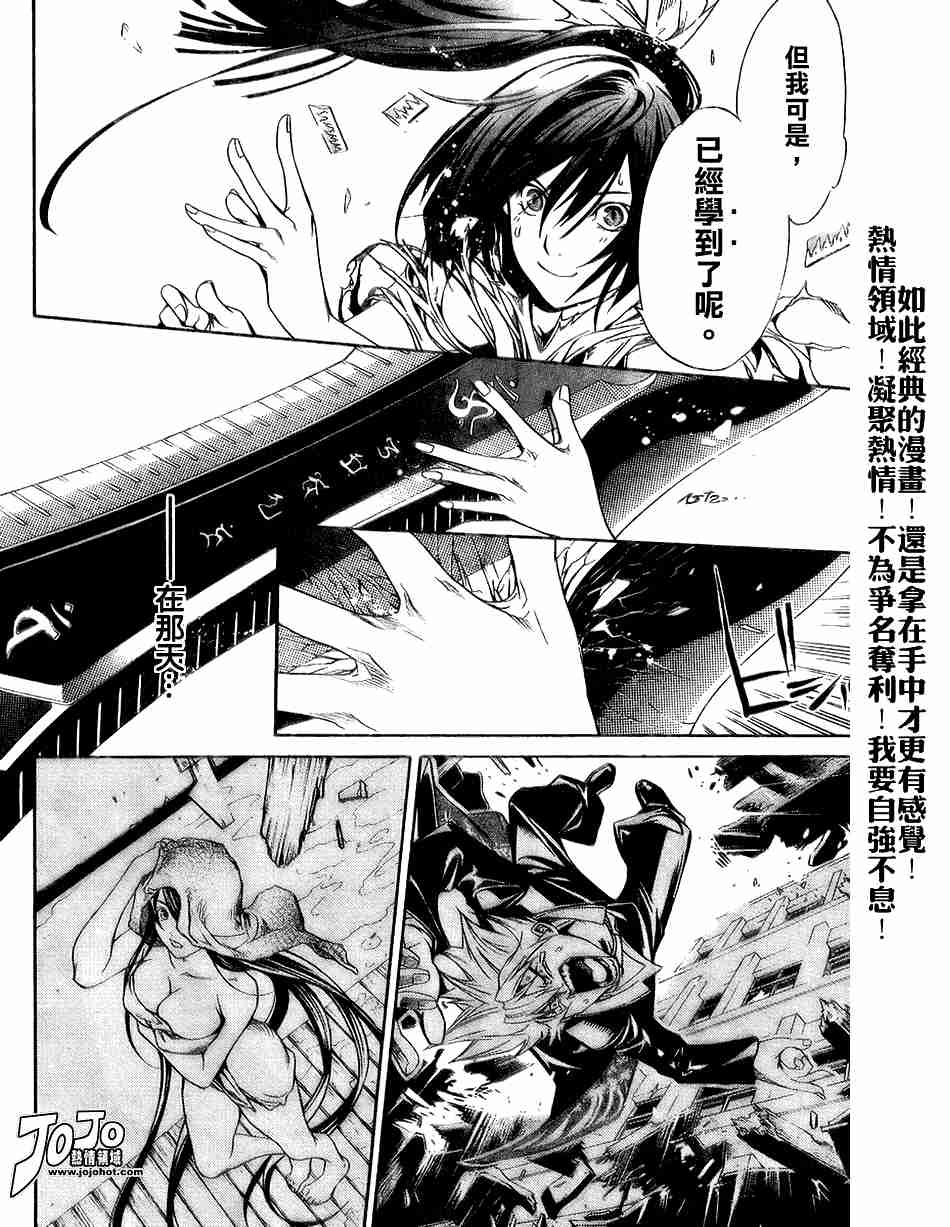 但我可是，
已經學到了呢。
——在那天…
ビシッ
如此經典的漫畫！還是拿在手中才更有感覺！
熱情領域！凝聚熱情！不為爭名奪利！我要自強不息！
JOJO
熱情領域
www.jojohot.com